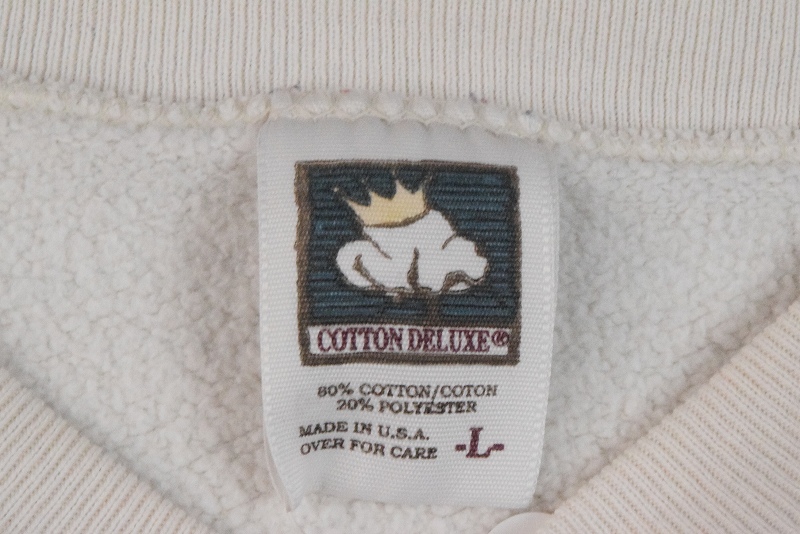 COTTON DELUXE®
80% COTTON/COTON
20% POLYESTER
MADE IN U.S.A.
OVER FOR CARE
-L-